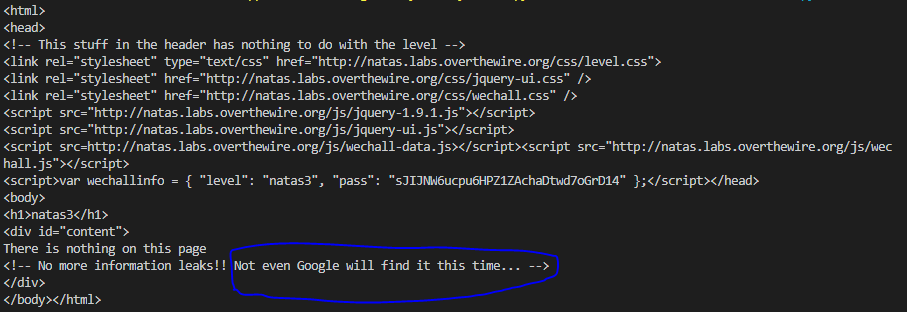 <html>
<head>
<!-- This stuff in the header has nothing to do with the level -->
<link rel="stylesheet" type="text/css" href="http://natas.labs.overthewire.org/css/level.css">
<link rel="stylesheet" href="http://natas.labs.overthewire.org/css/jquery-ui.css" />
<link rel="stylesheet" href="http://natas.labs.overthewire.org/css/wechall.css" />
<script src="http://natas.labs.overthewire.org/js/jquery-1.9.1.js"></script>
<script src="http://natas.labs.overthewire.org/js/jquery-ui.js"></script>
<script src=http://natas.labs.overthewire.org/js/wechall-data.js></script><script src="http://natas.labs.overthewire.org/js/wec
hall.js"></script>
<script>var wechallinfo = { "level": "natas3", "pass": "sJIJNW6ucpu6HPZ1ZAchaDtwd7oGrD14" };</script></head>
<body>
<h1>natas3</h1>
<div id="content">
There is nothing on this page
<!-- No more information leaks!! Not even Google will find it this time... -->
</div>
</body></html>